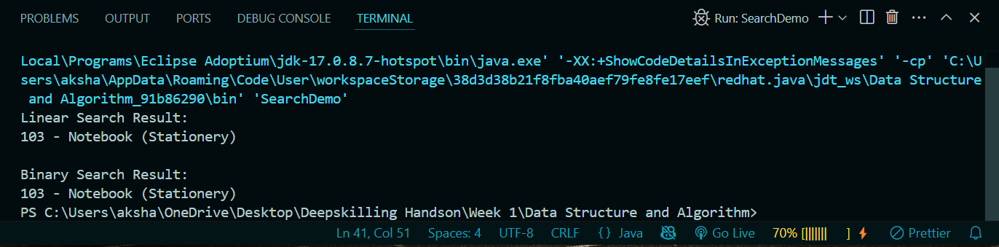 PROBLEMS OUTPUT PORTS DEBUG CONSOLE TERMINAL Run: SearchDemo
Local\Programs\Eclipse Adoptium\jdk-17.0.8.7-hotspot\bin\java.exe' '-XX:+ShowCodeDetailsInExceptionMessages' '-cp' 'C:\U
sers\aksha\AppData\Roaming\Code\User\workspaceStorage\38d3d38b21f8fba40aef79fe8fe17eef\redhat.java\jdt_ws\Data Structure
 and Algorithm_91b86290\bin' 'SearchDemo'
Linear Search Result:
103 - Notebook (Stationery)
Binary Search Result:
103 - Notebook (Stationery)
PS C:\Users\aksha\OneDrive\Desktop\Deepskilling Handson\Week 1\Data Structure and Algorithm>
Ln 41, Col 51 Spaces: 4 UTF-8 CRLF {} Java Go Live 70% [||||||| ] Prettier